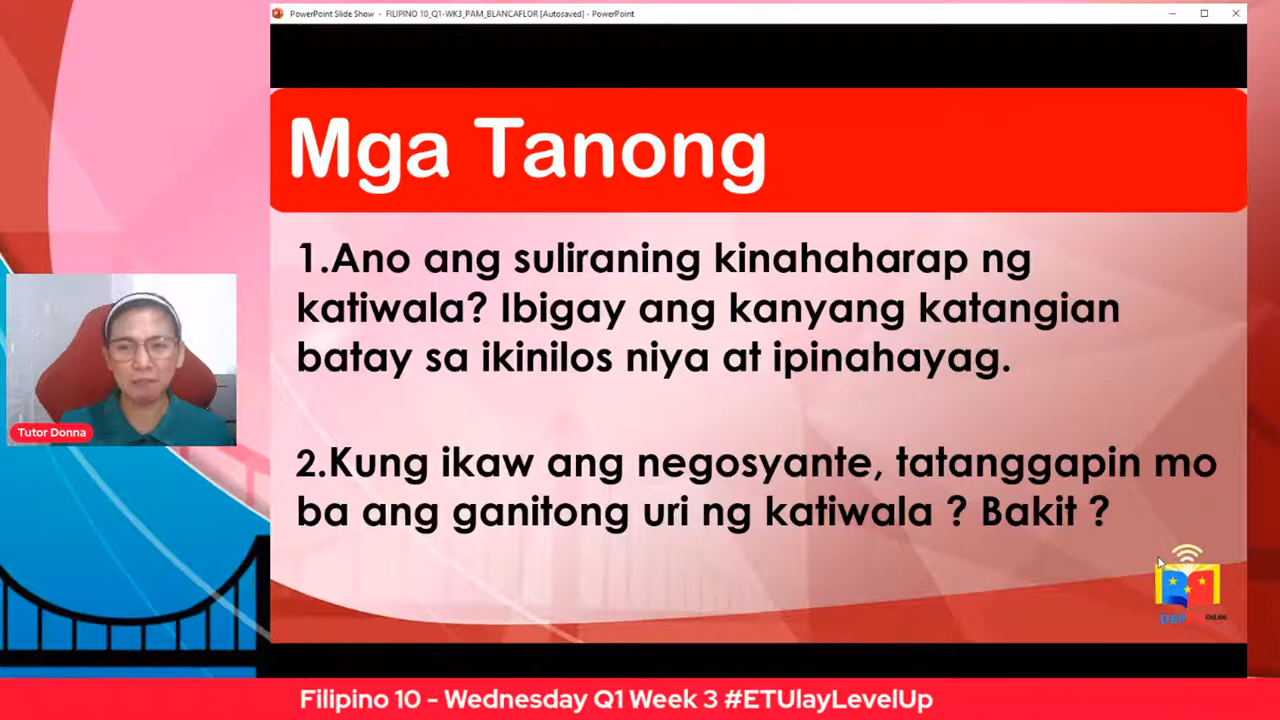 PowerPoint Slide Show - FILIPINO 10_Q1-WK3_PAM_BLANCAFLOR [Autosaved] - PowerPoint
Mga Tanong
1.Ano ang suliraning kinahaharap ng
katiwala? Ibigay ang kanyang katangian
batay sa ikinilos niya at ipinahayag.
2.Kung ikaw ang negosyante, tatanggapin mo
ba ang ganitong uri ng katiwala ? Bakit ?
Tutor Donna
DEPED ONLINE
Filipino 10 - Wednesday Q1 Week 3 #ETUlayLevelUp